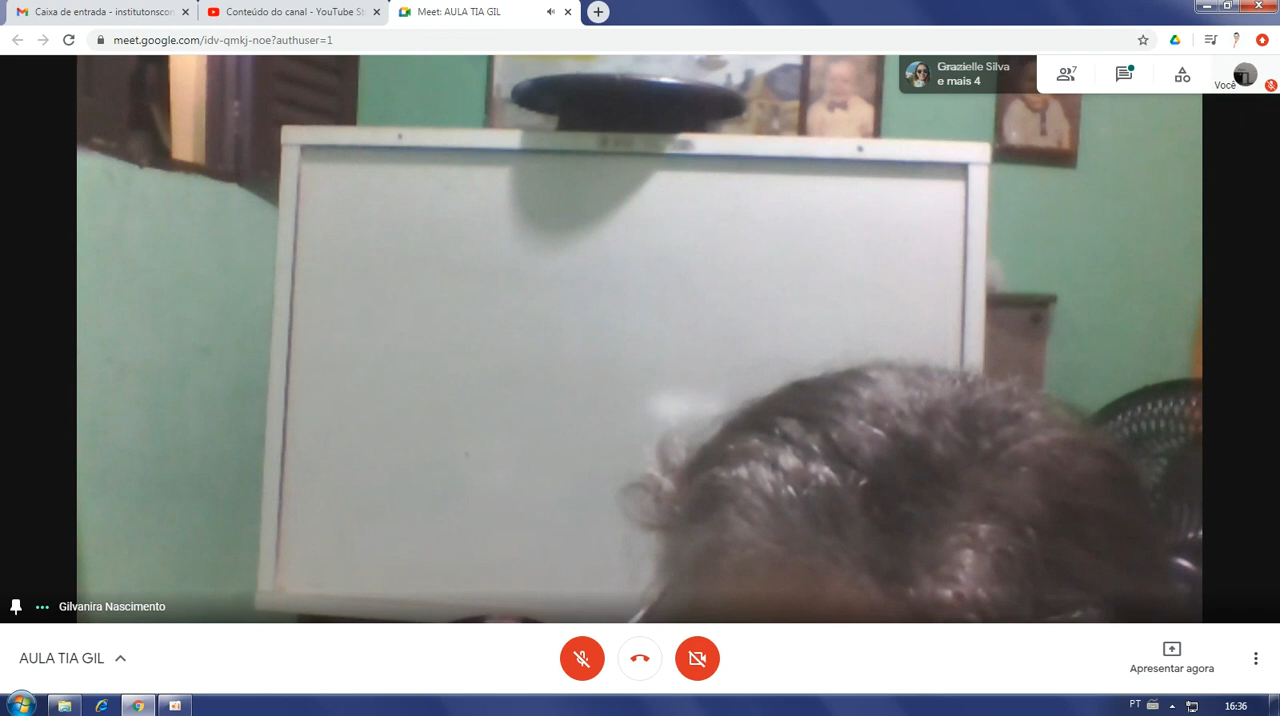 Caixa de entrada - institutonscon
Conteúdo do canal - YouTube St
Meet: AULA TIA GIL
meet.google.com/idv-qmkj-noe?authuser=1
Grazielle Silva
e mais 4
7
Você
Gilvanira Nascimento
AULA TIA GIL
Apresentar agora
PT
16:36